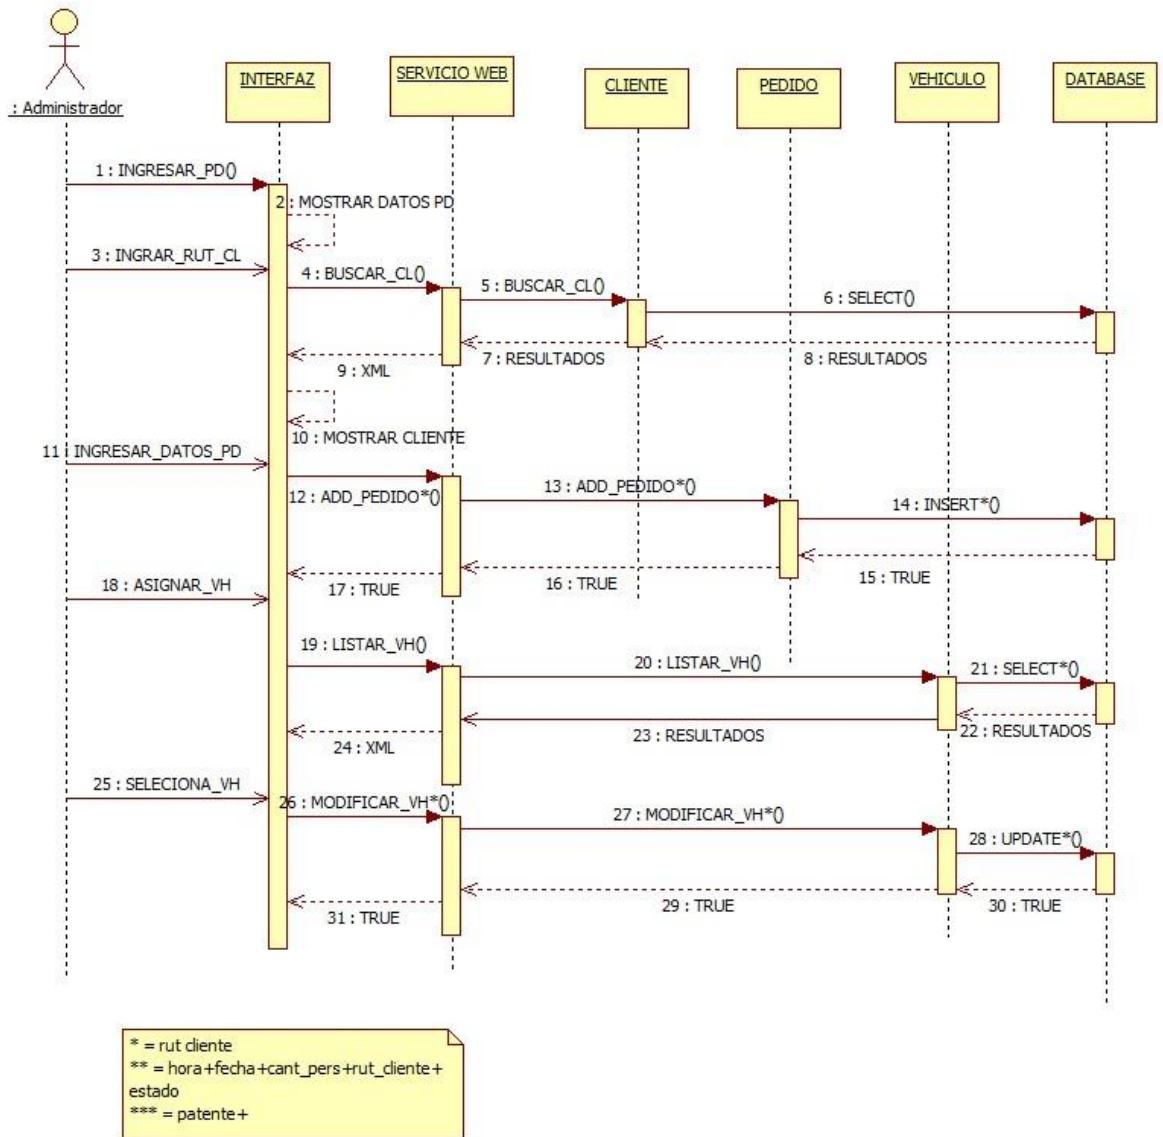 : Administrador
INTERFAZ
SERVICIO WEB
CLIENTE
PEDIDO
VEHICULO
DATABASE
1 : INGRESAR_PD()
2 : MOSTRAR DATOS PD
3 : INGRAR_RUT_CL
4 : BUSCAR_CL()
5 : BUSCAR_CL()
6 : SELECT()
7 : RESULTADOS
8 : RESULTADOS
9 : XML
10 : MOSTRAR CLIENTE
11 : INGRESAR_DATOS_PD
12 : ADD_PEDIDO*()
13 : ADD_PEDIDO*()
14 : INSERT*()
15 : TRUE
16 : TRUE
17 : TRUE
18 : ASIGNAR_VH
19 : LISTAR_VH()
20 : LISTAR_VH()
21 : SELECT*()
22 : RESULTADOS
23 : RESULTADOS
24 : XML
25 : SELECIONA_VH
26 : MODIFICAR_VH*()
27 : MODIFICAR_VH*()
28 : UPDATE*()
29 : TRUE
30 : TRUE
31 : TRUE
* = rut cliente
** = hora+fecha+cant_pers+rut_cliente+
estado
*** = patente+